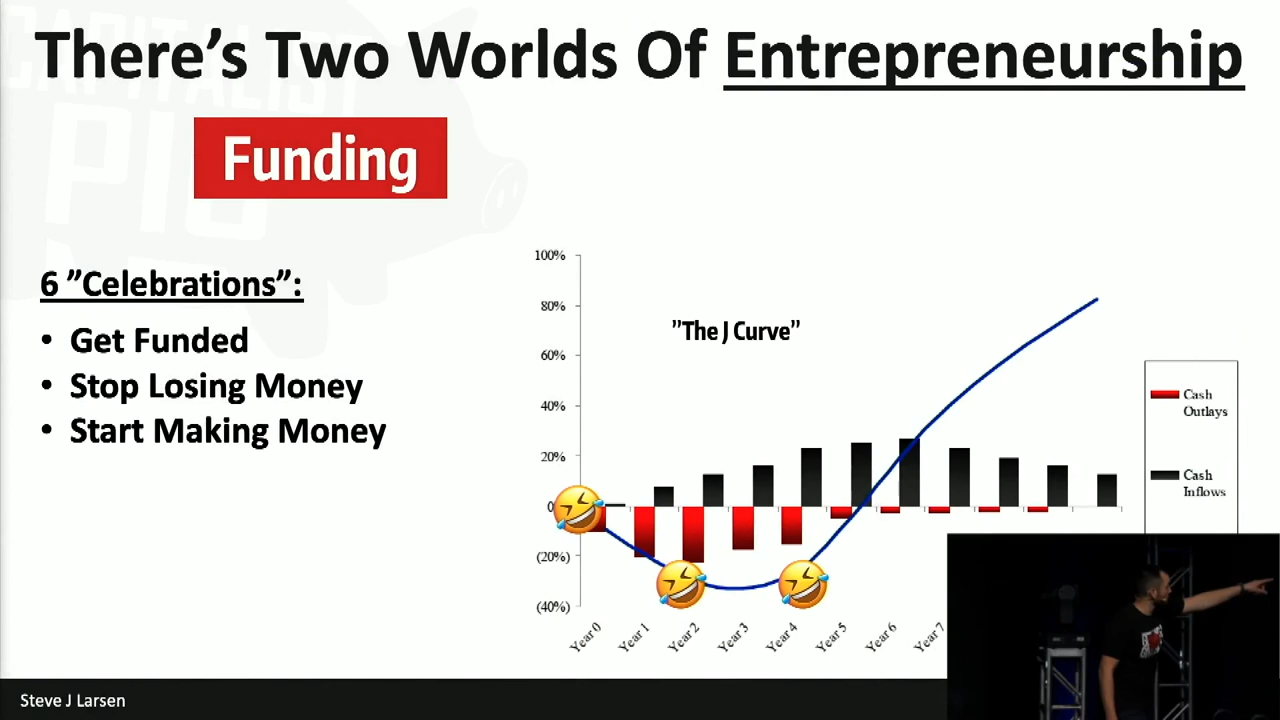 There's Two Worlds Of Entrepreneurship
Funding
6 ”Celebrations”:
• Get Funded
• Stop Losing Money
• Start Making Money
”The J Curve”
100%
80%
60%
40%
20%
0
(20%)
(40%)
Year 0
Year 1
Year 2
Year 3
Year 4
Year 5
Year 6
Year 7
Cash
Outlays
Cash
Inflows
Steve J Larsen
CAPITALIST
PIG